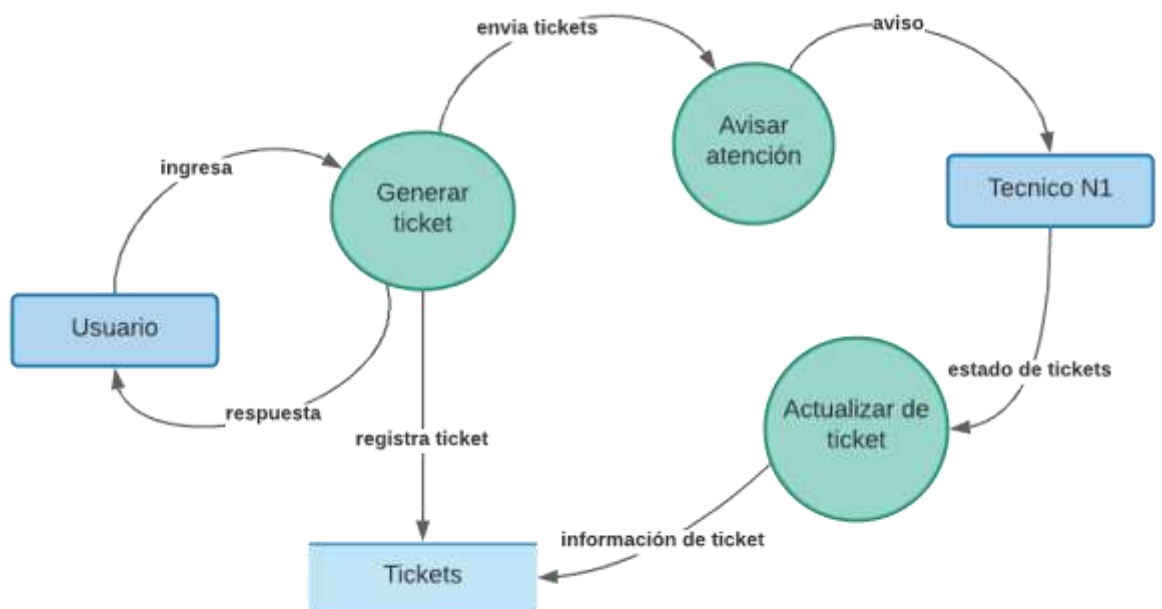 envia tickets
aviso
Avisar
atención
ingresa
Generar
ticket
Tecnico N1
Usuario
estado de tickets
respuesta
Actualizar de
ticket
registra ticket
información de ticket
Tickets